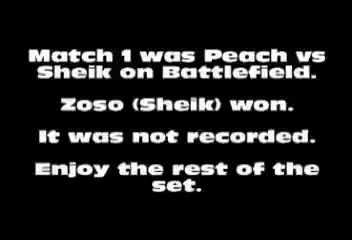 Match 1 was Peach vs
Sheik on Battlefield.
Zoso (Sheik) won.
It was not recorded.
Enjoy the rest of the
set.